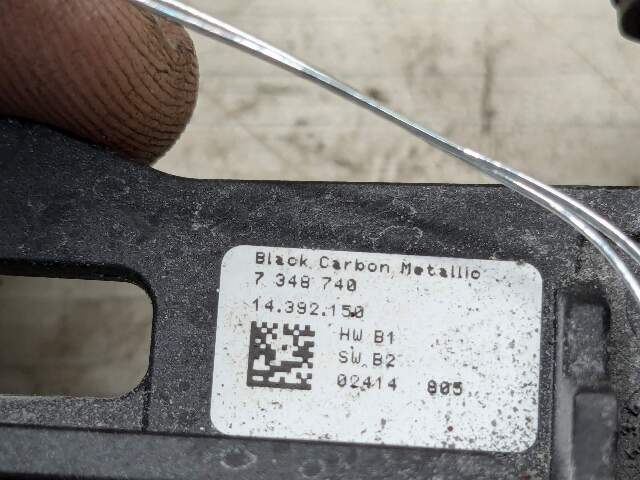 Black Carbon Metallic
7 348 740
14.392.150
HW B1
SW B2
02414 805